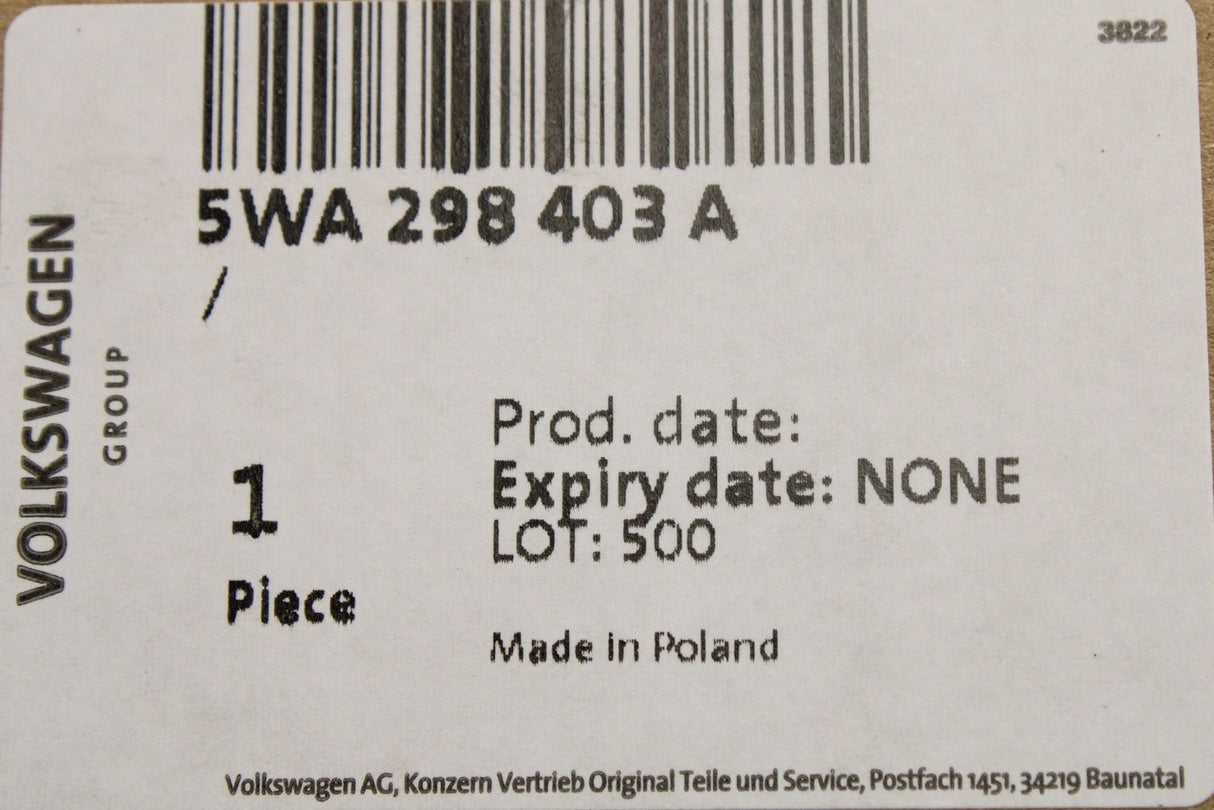 3822
5WA 298 403 A
/
VOLKSWAGEN
GROUP
Prod. date:
Expiry date: NONE
LOT: 500
1
Piece
Made in Poland
Volkswagen AG, Konzern Vertrieb Original Teile und Service, Postfach 1451, 34219 Baunatal